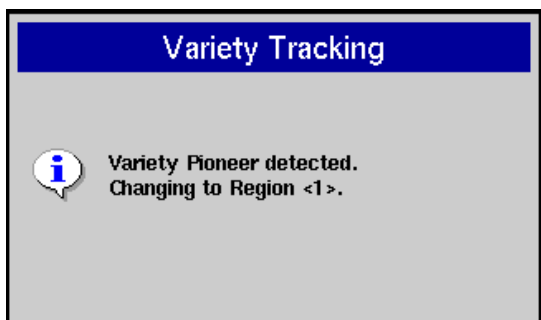 Variety Tracking
Variety Pioneer detected.
Changing to Region <1>.